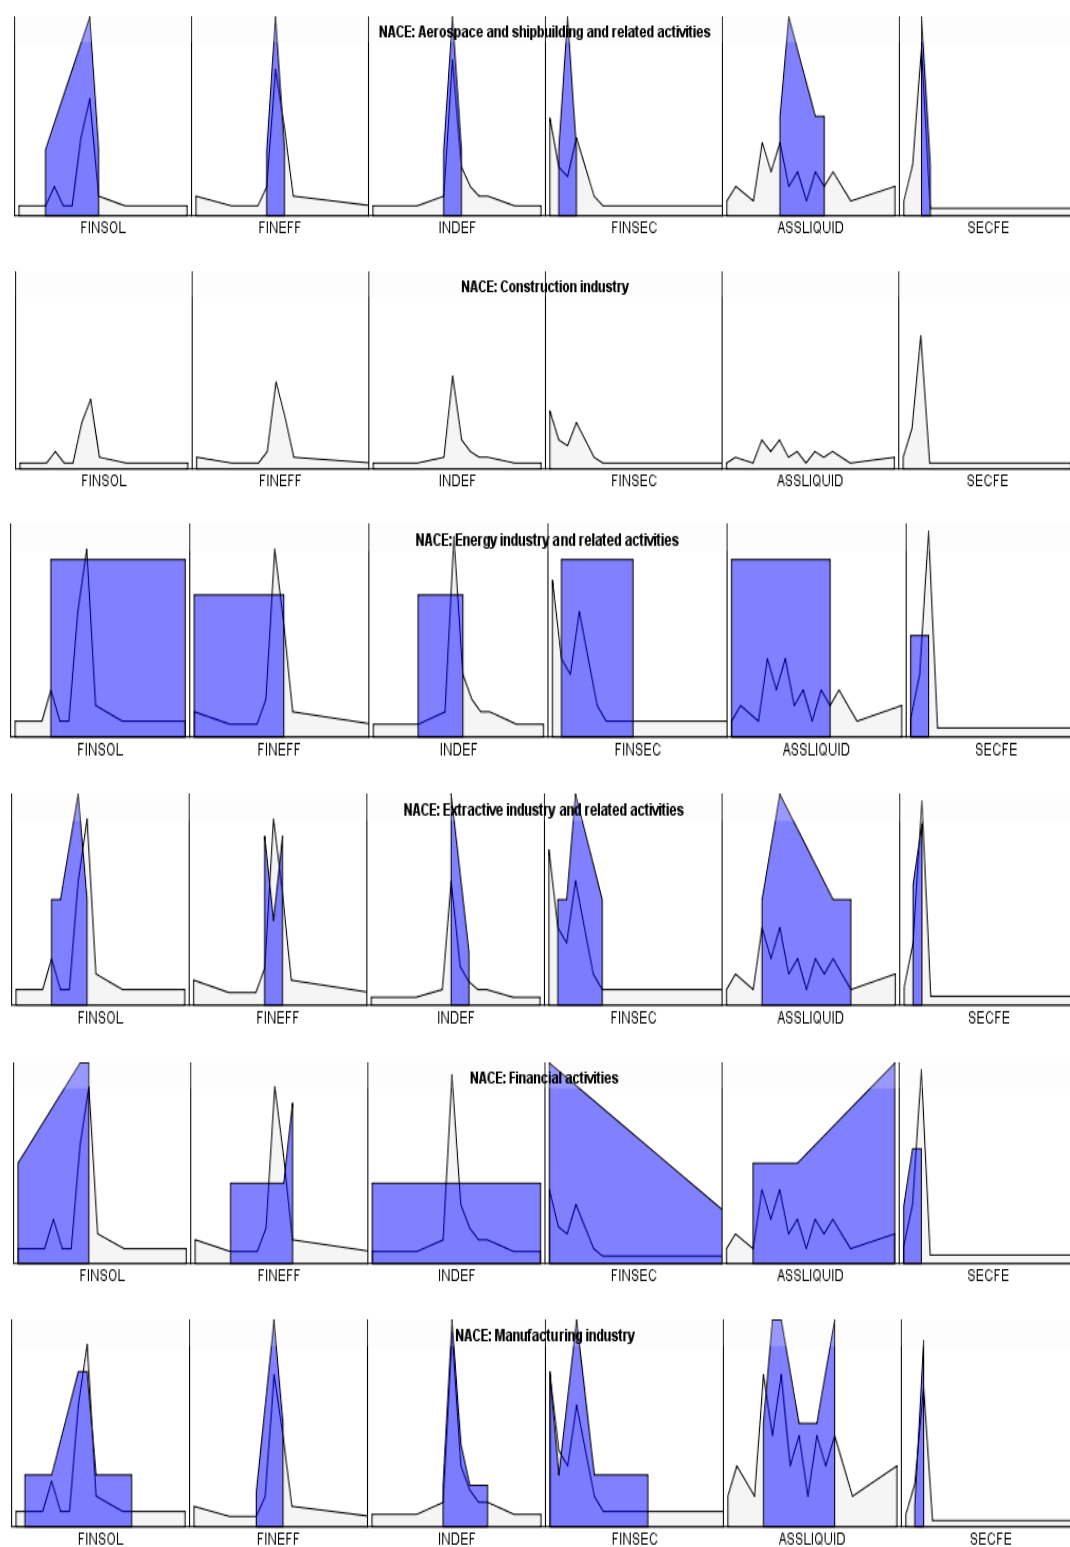 NACE: Aerospace and shipbuilding and related activities
FINSOL FINEFF INDEF FINSEC ASSLIQUID SECFE
NACE: Construction industry
FINSOL FINEFF INDEF FINSEC ASSLIQUID SECFE
NACE: Energy industry and related activities
FINSOL FINEFF INDEF FINSEC ASSLIQUID SECFE
NACE: Extractive industry and related activities
FINSOL FINEFF INDEF FINSEC ASSLIQUID SECFE
NACE: Financial activities
FINSOL FINEFF INDEF FINSEC ASSLIQUID SECFE
NACE: Manufacturing industry
FINSOL FINEFF INDEF FINSEC ASSLIQUID SECFE